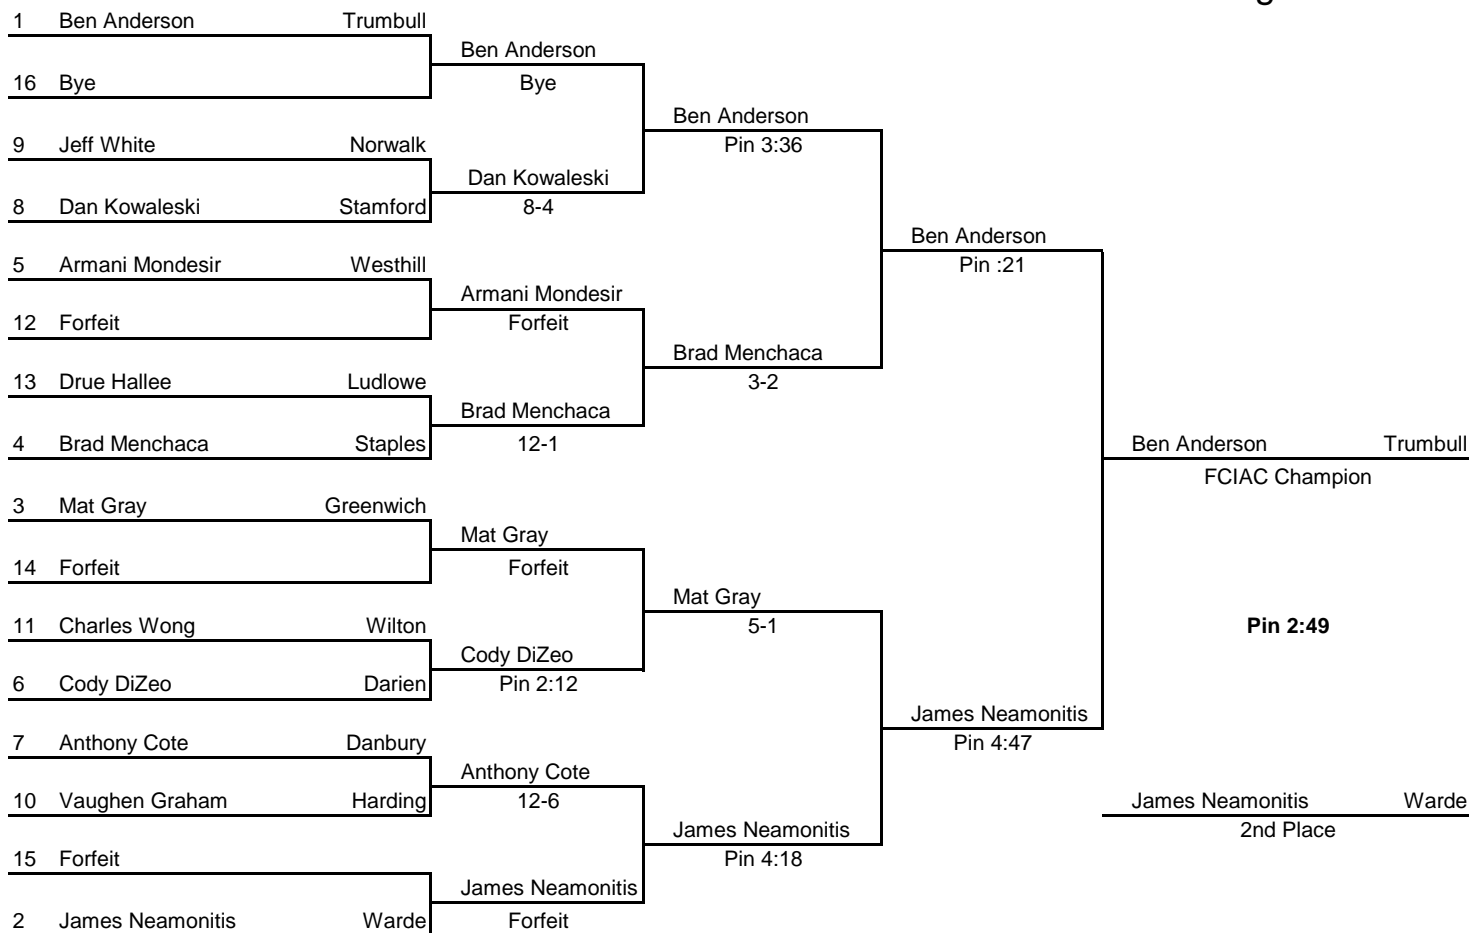 1 Ben Anderson Trumbull
Ben Anderson
16 Bye
Bye
Ben Anderson
Pin 3:36
9 Jeff White Norwalk
Dan Kowaleski
8 Dan Kowaleski Stamford
8-4
Ben Anderson
Pin :21
5 Armani Mondesir Westhill
Armani Mondesir
12 Forfeit
Forfeit
Brad Menchaca
3-2
13 Drue Hallee Ludlowe
Brad Menchaca
4 Brad Menchaca Staples
12-1
Ben Anderson Trumbull
FCIAC Champion
3 Mat Gray Greenwich
Mat Gray
14 Forfeit
Forfeit
Mat Gray
5-1
Pin 2:49
11 Charles Wong Wilton
Cody DiZeo
6 Cody DiZeo Darien
Pin 2:12
James Neamonitis
Pin 4:47
7 Anthony Cote Danbury
Anthony Cote
10 Vaughen Graham Harding
12-6
James Neamonitis Warde
2nd Place
James Neamonitis
Pin 4:18
15 Forfeit
James Neamonitis
2 James Neamonitis Warde
Forfeit